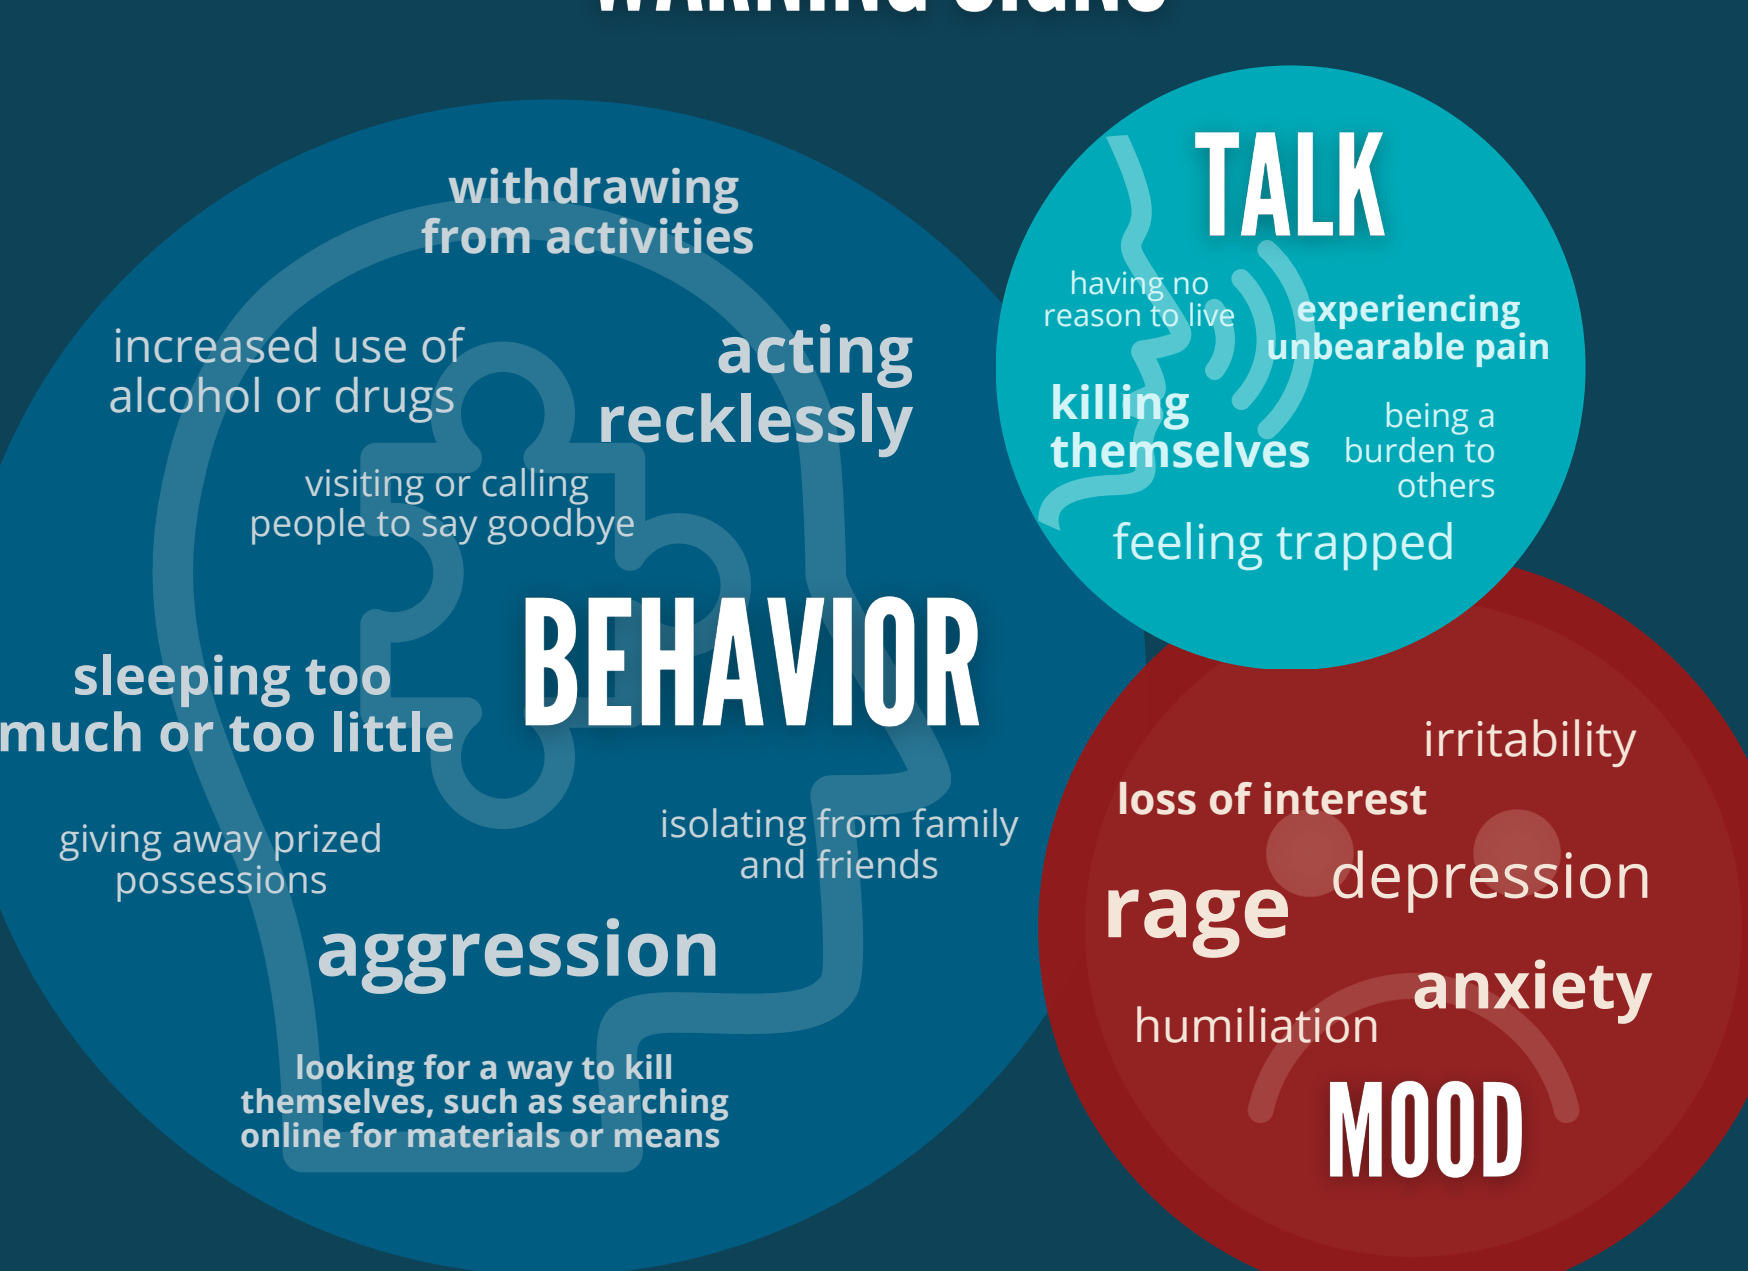 WARNING SIGNS
withdrawing
from activities
increased use of
alcohol or drugs
acting
recklessly
visiting or calling
people to say goodbye
BEHAVIOR
sleeping too
much or too little
giving away prized
possessions
isolating from family
and friends
aggression
looking for a way to kill
themselves, such as searching
online for materials or means
TALK
having no
reason to live
experiencing
unbearable pain
killing
themselves
being a
burden to
others
feeling trapped
irritability
loss of interest
depression
rage
anxiety
humiliation
MOOD